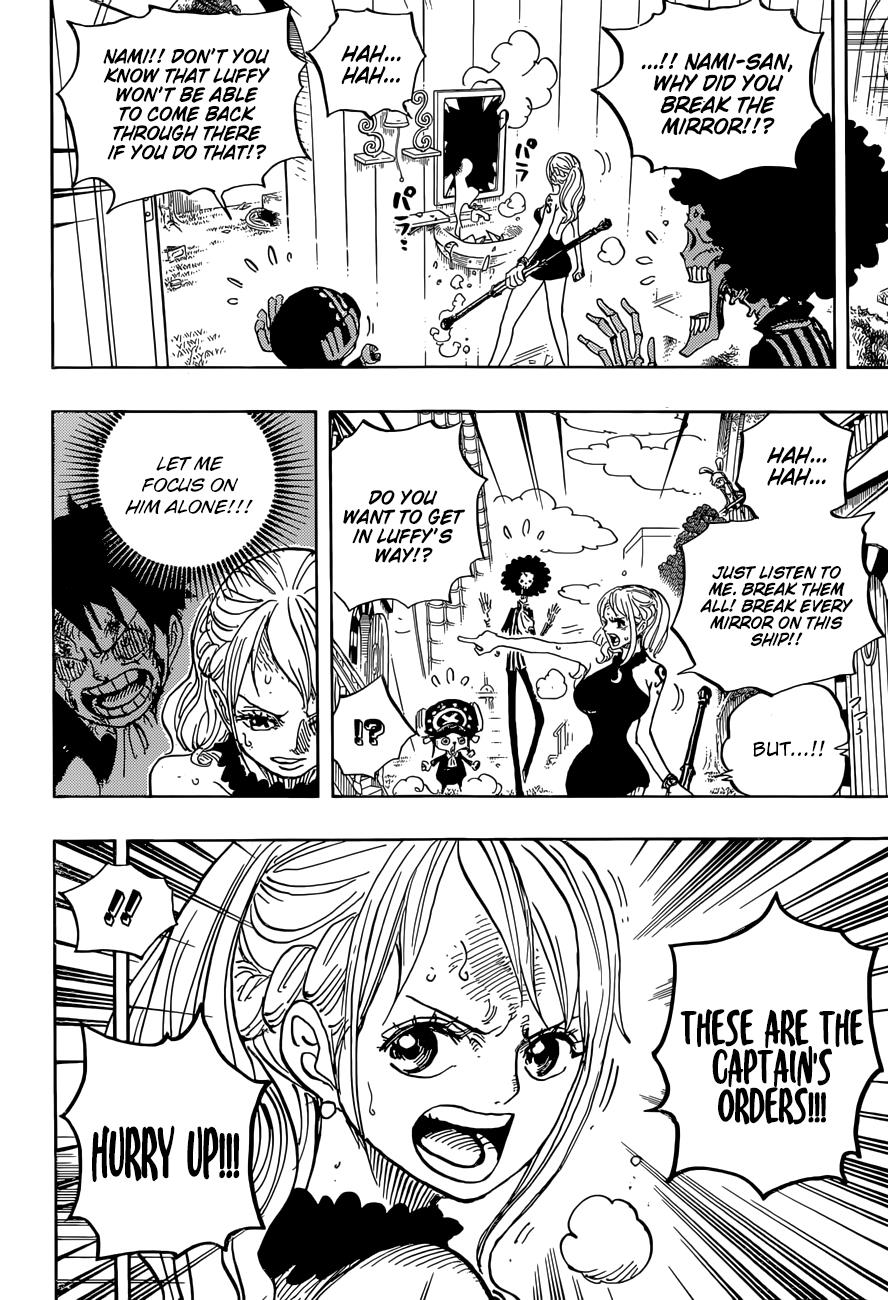 ...!! NAMI-SAN,
WHY DID YOU
BREAK THE
MIRROR!!?
HAH...
HAH...
パラ
パラ...
NAMI!! DON'T YOU
KNOW THAT LUFFY
WON'T BE ABLE
TO COME BACK
THROUGH THERE
IF YOU DO THAT!?
HAH...
HAH...
JUST LISTEN TO
ME. BREAK THEM
ALL! BREAK EVERY
MIRROR ON THIS
SHIP!!
BUT...!!
DO YOU
WANT TO GET
IN LUFFY'S
WAY!?
!?
LET ME
FOCUS ON
HIM ALONE!!!
THESE ARE THE
CAPTAIN'S
ORDERS!!!
!!
HURRY UP!!!